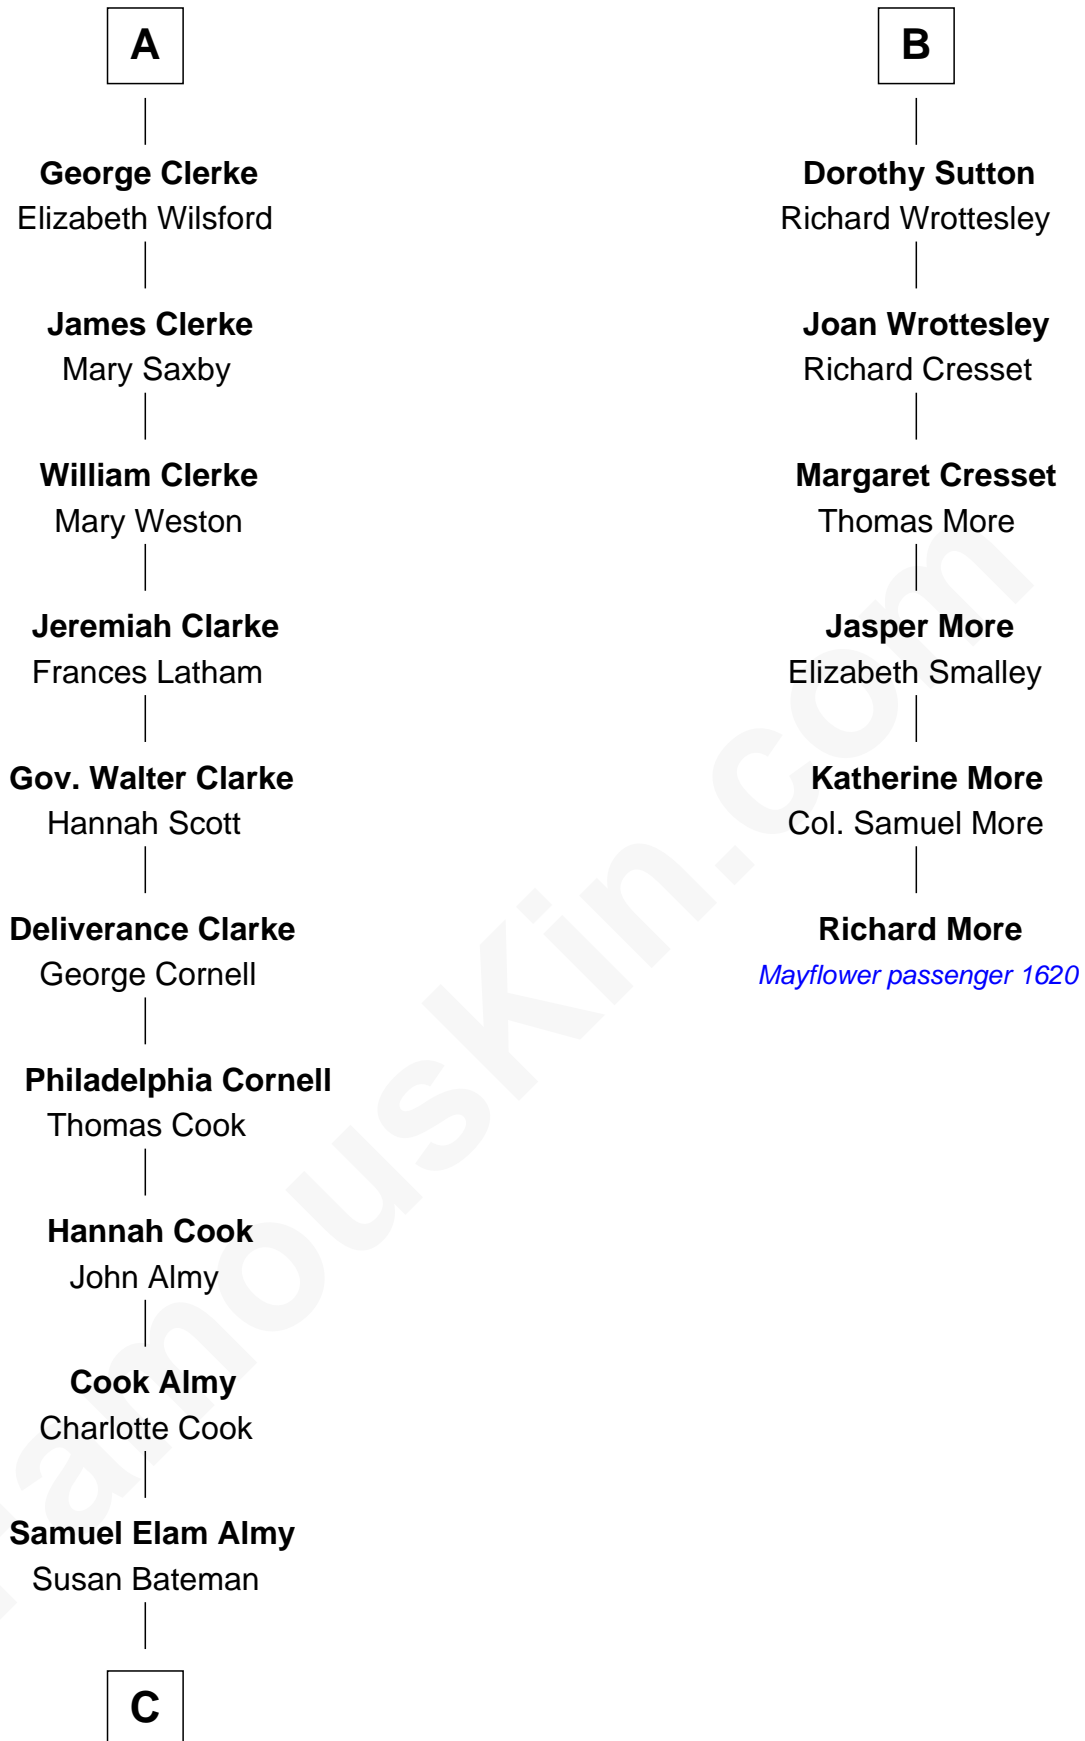 A
George Clerke
Elizabeth Wilsford
James Clerke
Mary Saxby
William Clerke
Mary Weston
Jeremiah Clarke
Frances Latham
Gov. Walter Clarke
Hannah Scott
Deliverance Clarke
George Cornell
Philadelphia Cornell
Thomas Cook
Hannah Cook
John Almy
Cook Almy
Charlotte Cook
Samuel Elam Almy
Susan Bateman
C
B
Dorothy Sutton
Richard Wrottesley
Joan Wrottesley
Richard Cresset
Margaret Cresset
Thomas More
Jasper More
Elizabeth Smalley
Katherine More
Col. Samuel More
Richard More
Mayflower passenger 1620
FamousKin.com